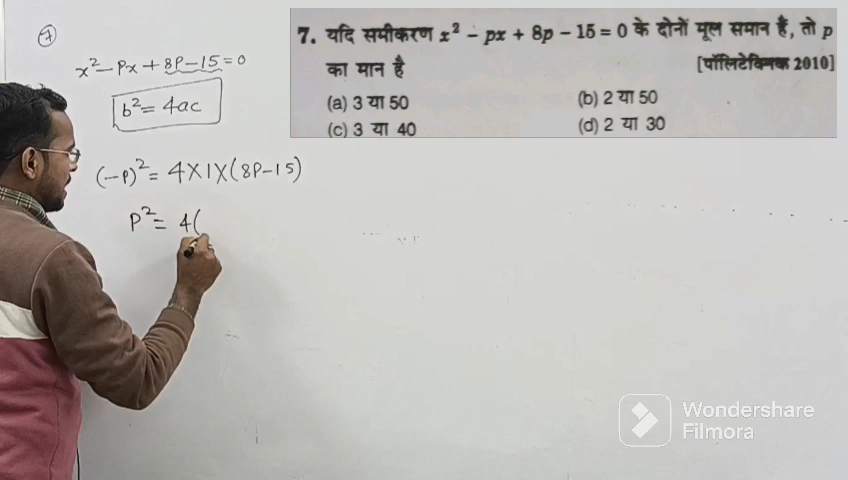 7
x² - Px + 8P - 15 = 0
b² = 4ac
(-P)² = 4 X 1 X (8P - 15)
P² = 4(
7. यदि समीकरण x² - px + 8p - 15 = 0 के दोनों मूल समान हैं, तो p
का मान है [पॉलिटेक्निक 2010]
(a) 3 या 50 (b) 2 या 50
(c) 3 या 40 (d) 2 या 30
Wondershare
Filmora